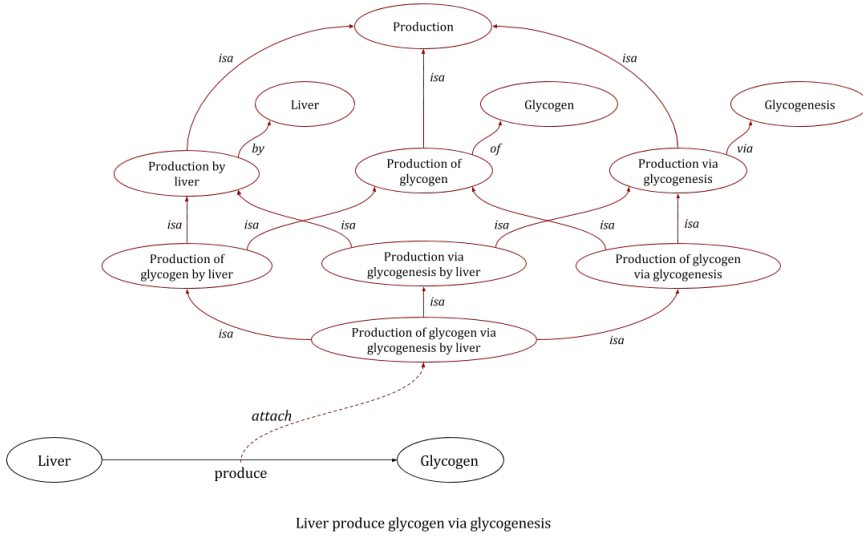 Production
isa
isa
isa
Liver
Glycogen
Glycogenesis
by
of
via
Production by
liver
Production of
glycogen
Production via
glycogenesis
isa
isa
isa
isa
isa
isa
Production of
glycogen by liver
Production via
glycogenesis by liver
Production of glycogen
via glycogenesis
isa
isa
isa
Production of glycogen via
glycogenesis by liver
attach
Liver
produce
Glycogen
Liver produce glycogen via glycogenesis